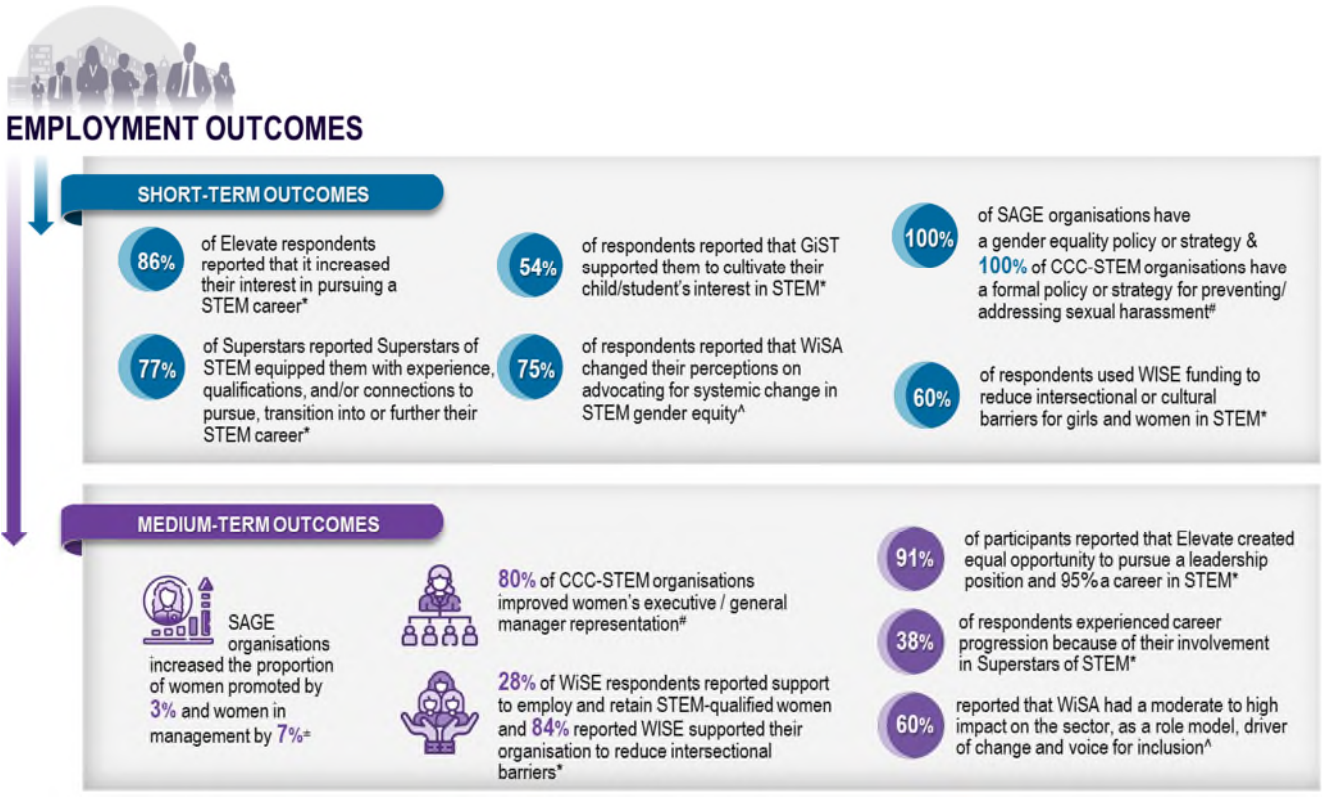 EMPLOYMENT OUTCOMES
SHORT-TERM OUTCOMES
86%
of Elevate respondents
reported that it increased
their interest in pursuing a
STEM career*
77%
of Superstars reported Superstars of
STEM equipped them with experience,
qualifications, and/or connections to
pursue, transition into or further their
STEM career*
54%
of respondents reported that GiST
supported them to cultivate their
child/student's interest in STEM*
75%
of respondents reported that WiSA
changed their perceptions on
advocating for systemic change in
STEM gender equity^
100%
of SAGE organisations have
a gender equality policy or strategy &
100% of CCC-STEM organisations have
a formal policy or strategy for preventing/
addressing sexual harassment#
60%
of respondents used WISE funding to
reduce intersectional or cultural
barriers for girls and women in STEM*
MEDIUM-TERM OUTCOMES
SAGE
organisations
increased the proportion
of women promoted by
3% and women in
management by 7%±
80% of CCC-STEM organisations
improved women's executive / general
manager representation#
28% of WiSE respondents reported support
to employ and retain STEM-qualified women
and 84% reported WISE supported their
organisation to reduce intersectional
barriers*
91%
of participants reported that Elevate created
equal opportunity to pursue a leadership
position and 95% a career in STEM*
38%
of respondents experienced career
progression because of their involvement
in Superstars of STEM*
60%
reported that WiSA had a moderate to high
impact on the sector, as a role model, driver
of change and voice for inclusion^